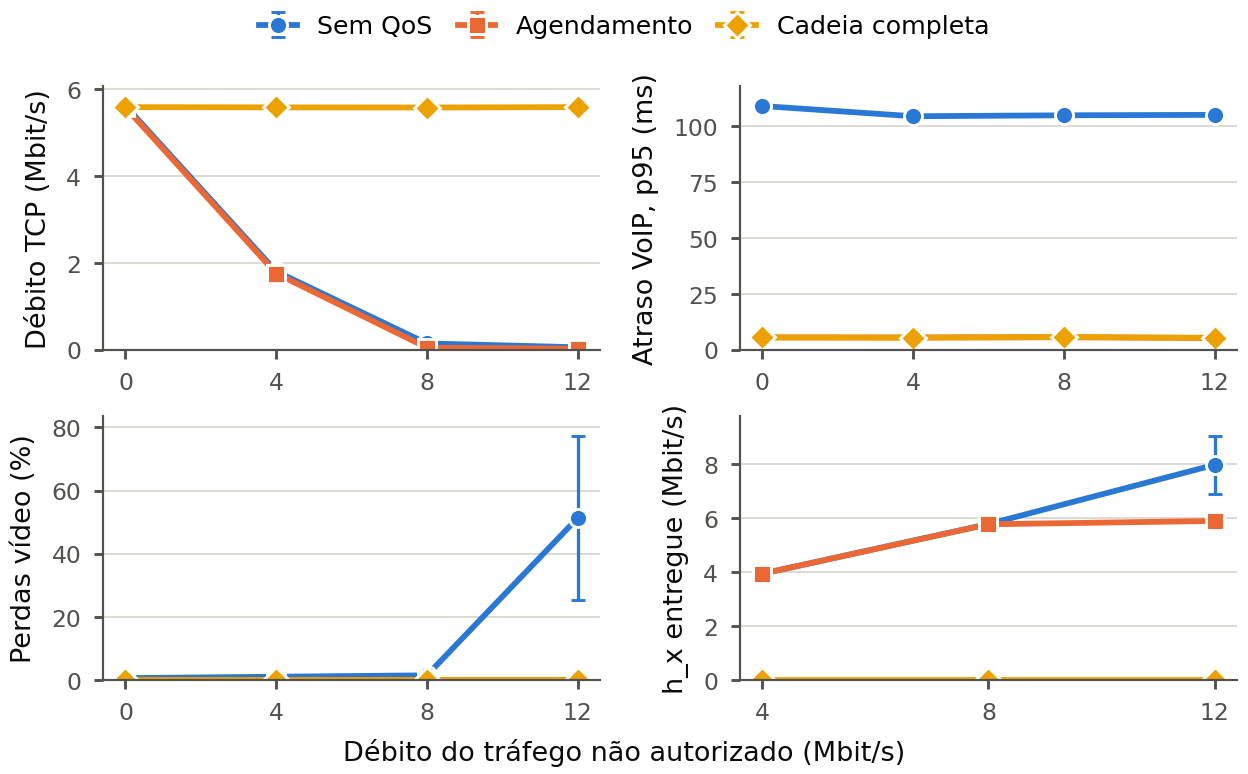 Sem QoS Agendamento Cadeia completa
Débito TCP (Mbit/s)
6
4
2
0
0 4 8 12
Atraso VoIP, p95 (ms)
100
75
50
25
0
0 4 8 12
Perdas vídeo (%)
80
60
40
20
0
0 4 8 12
h_x entregue (Mbit/s)
8
6
4
2
0
4 8 12
Débito do tráfego não autorizado (Mbit/s)